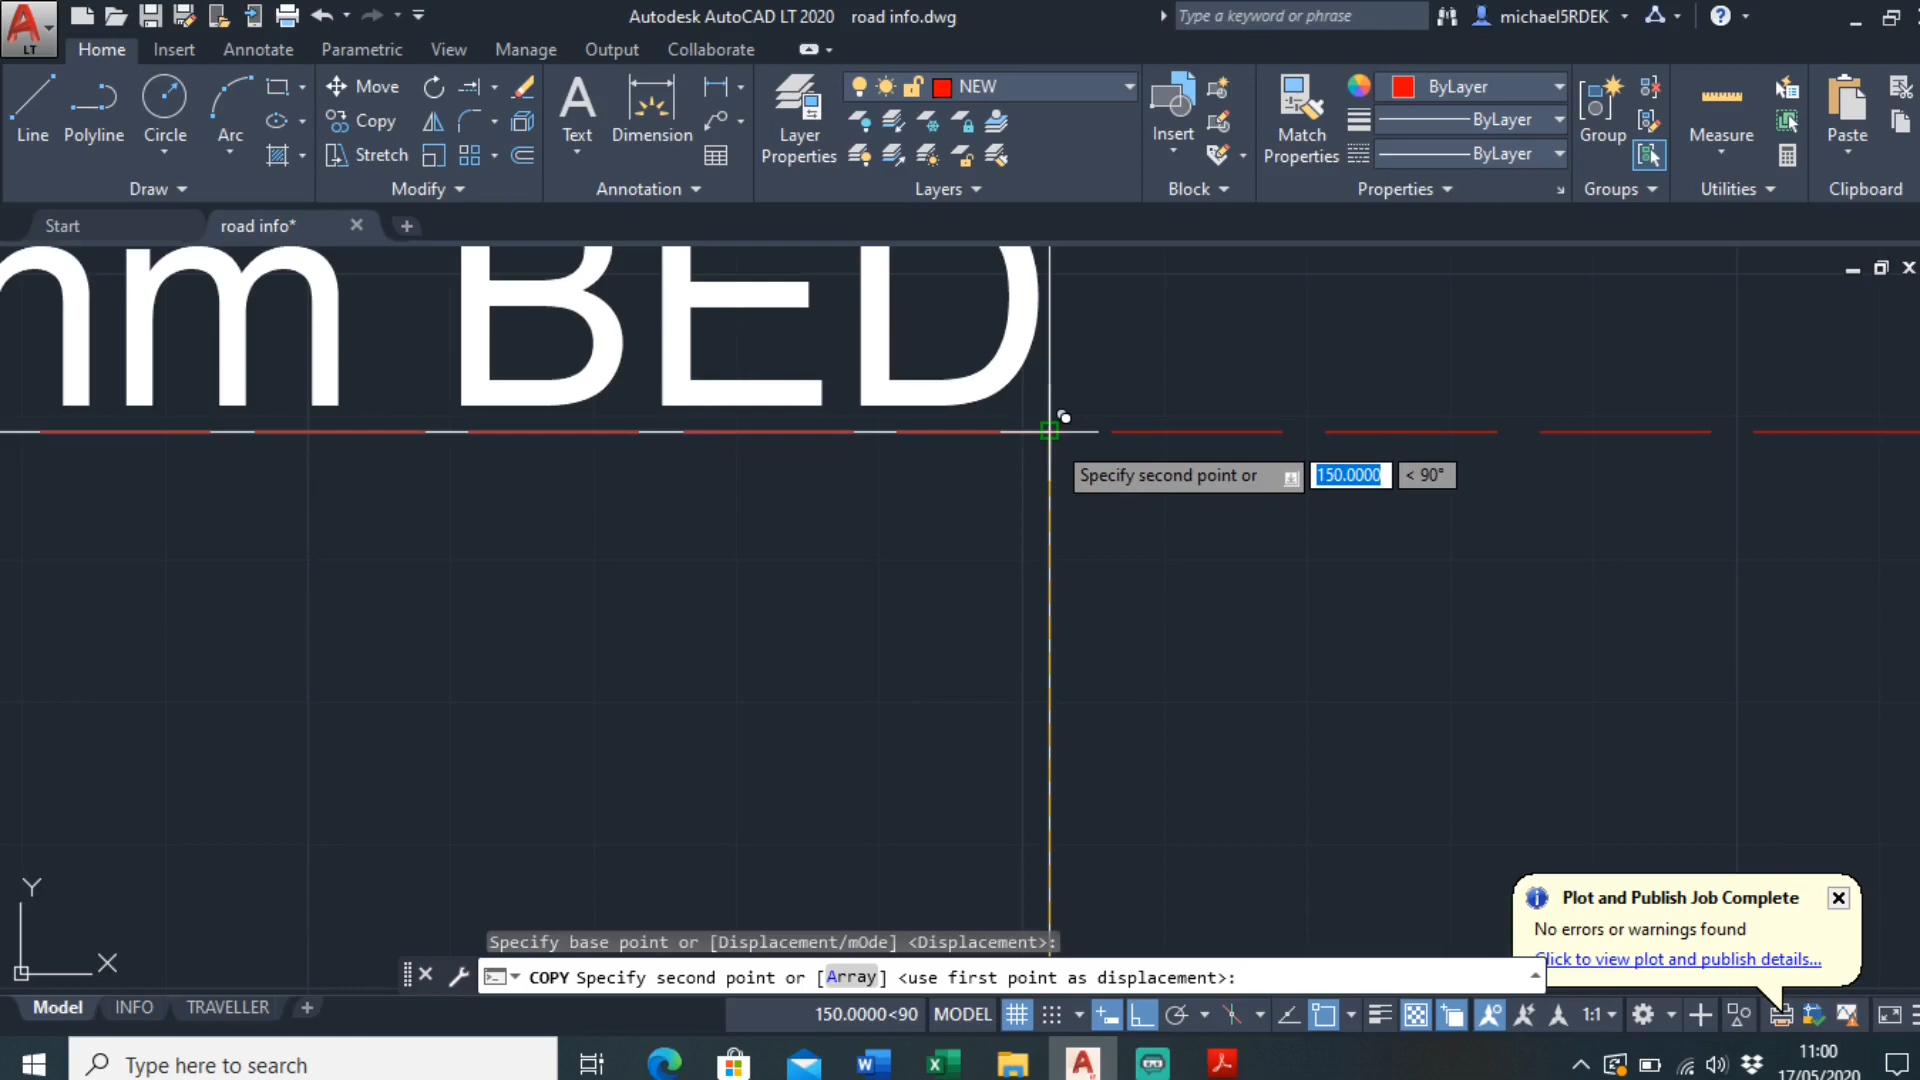 Autodesk AutoCAD LT 2020 road info.dwg
Type a keyword or phrase
michael5RDEK
LT
Home Insert Annotate Parametric View Manage Output Collaborate
Line Polyline Circle Arc
Move
Copy
Stretch
Text Dimension
Layer Properties
NEW
Insert
Match Properties
ByLayer
ByLayer
ByLayer
Group
Measure
Paste
Draw Modify Annotation Layers Block Properties Groups Utilities Clipboard
Start road info*
mm BED
Specify second point or 150.0000 < 90°
Y
X
Specify base point or [Displacement/mOde] <Displacement>:
COPY Specify second point or [Array] <use first point as displacement>:
Plot and Publish Job Complete
No errors or warnings found
Click to view plot and publish details...
Model INFO TRAVELLER
150.0000<90 MODEL 1:1
Type here to search
11:00
17/05/2020